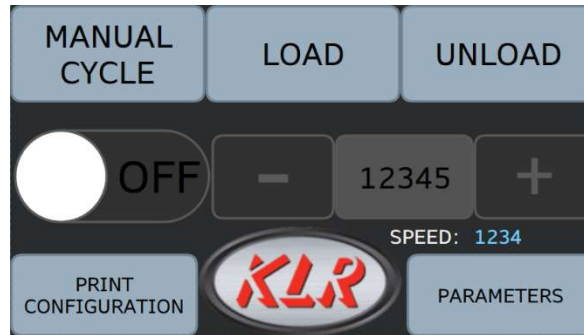 MANUAL
CYCLE
LOAD
UNLOAD
OFF
−
12345
+
SPEED: 1234
PRINT
CONFIGURATION
KLR
PARAMETERS